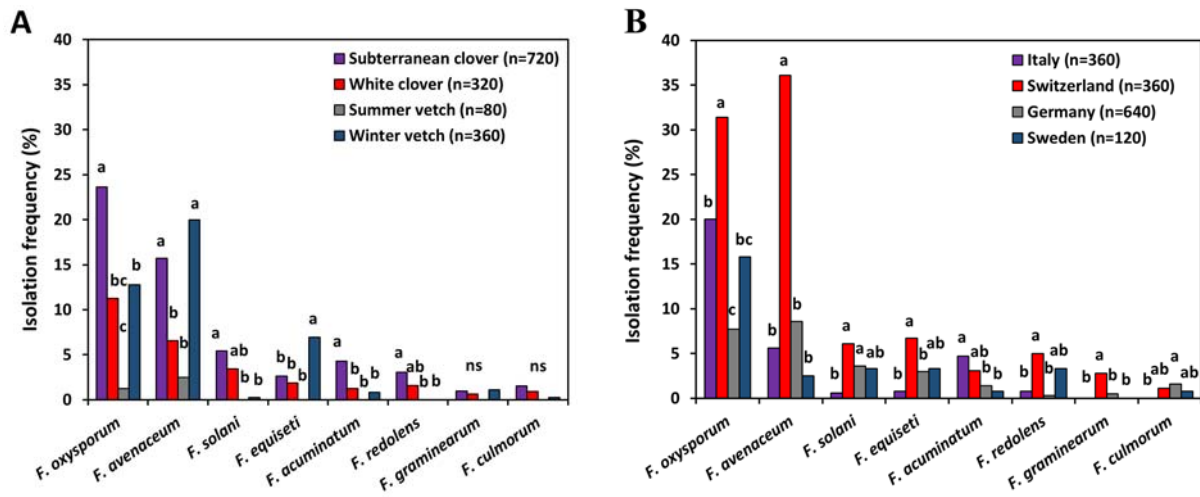 A
Isolation frequency (%)
40
35
30
25
20
15
10
5
0
Subterranean clover (n=720)
White clover (n=320)
Summer vetch (n=80)
Winter vetch (n=360)
a
bc
c
b
a
b
b
a
a
ab
b
b
b
b
b
a
a
b
b
b
a
ab
b
b
ns
ns
F. oxysporum
F. avenaceum
F. solani
F. equiseti
F. acuminatum
F. redolens
F. graminearum
F. culmorum
B
Isolation frequency (%)
40
35
30
25
20
15
10
5
0
Italy (n=360)
Switzerland (n=360)
Germany (n=640)
Sweden (n=120)
b
a
c
bc
b
a
b
b
b
a
a
ab
b
a
b
ab
a
ab
b
b
b
a
b
ab
b
a
b
b
b
ab
a
ab
F. oxysporum
F. avenaceum
F. solani
F. equiseti
F. acuminatum
F. redolens
F. graminearum
F. culmorum